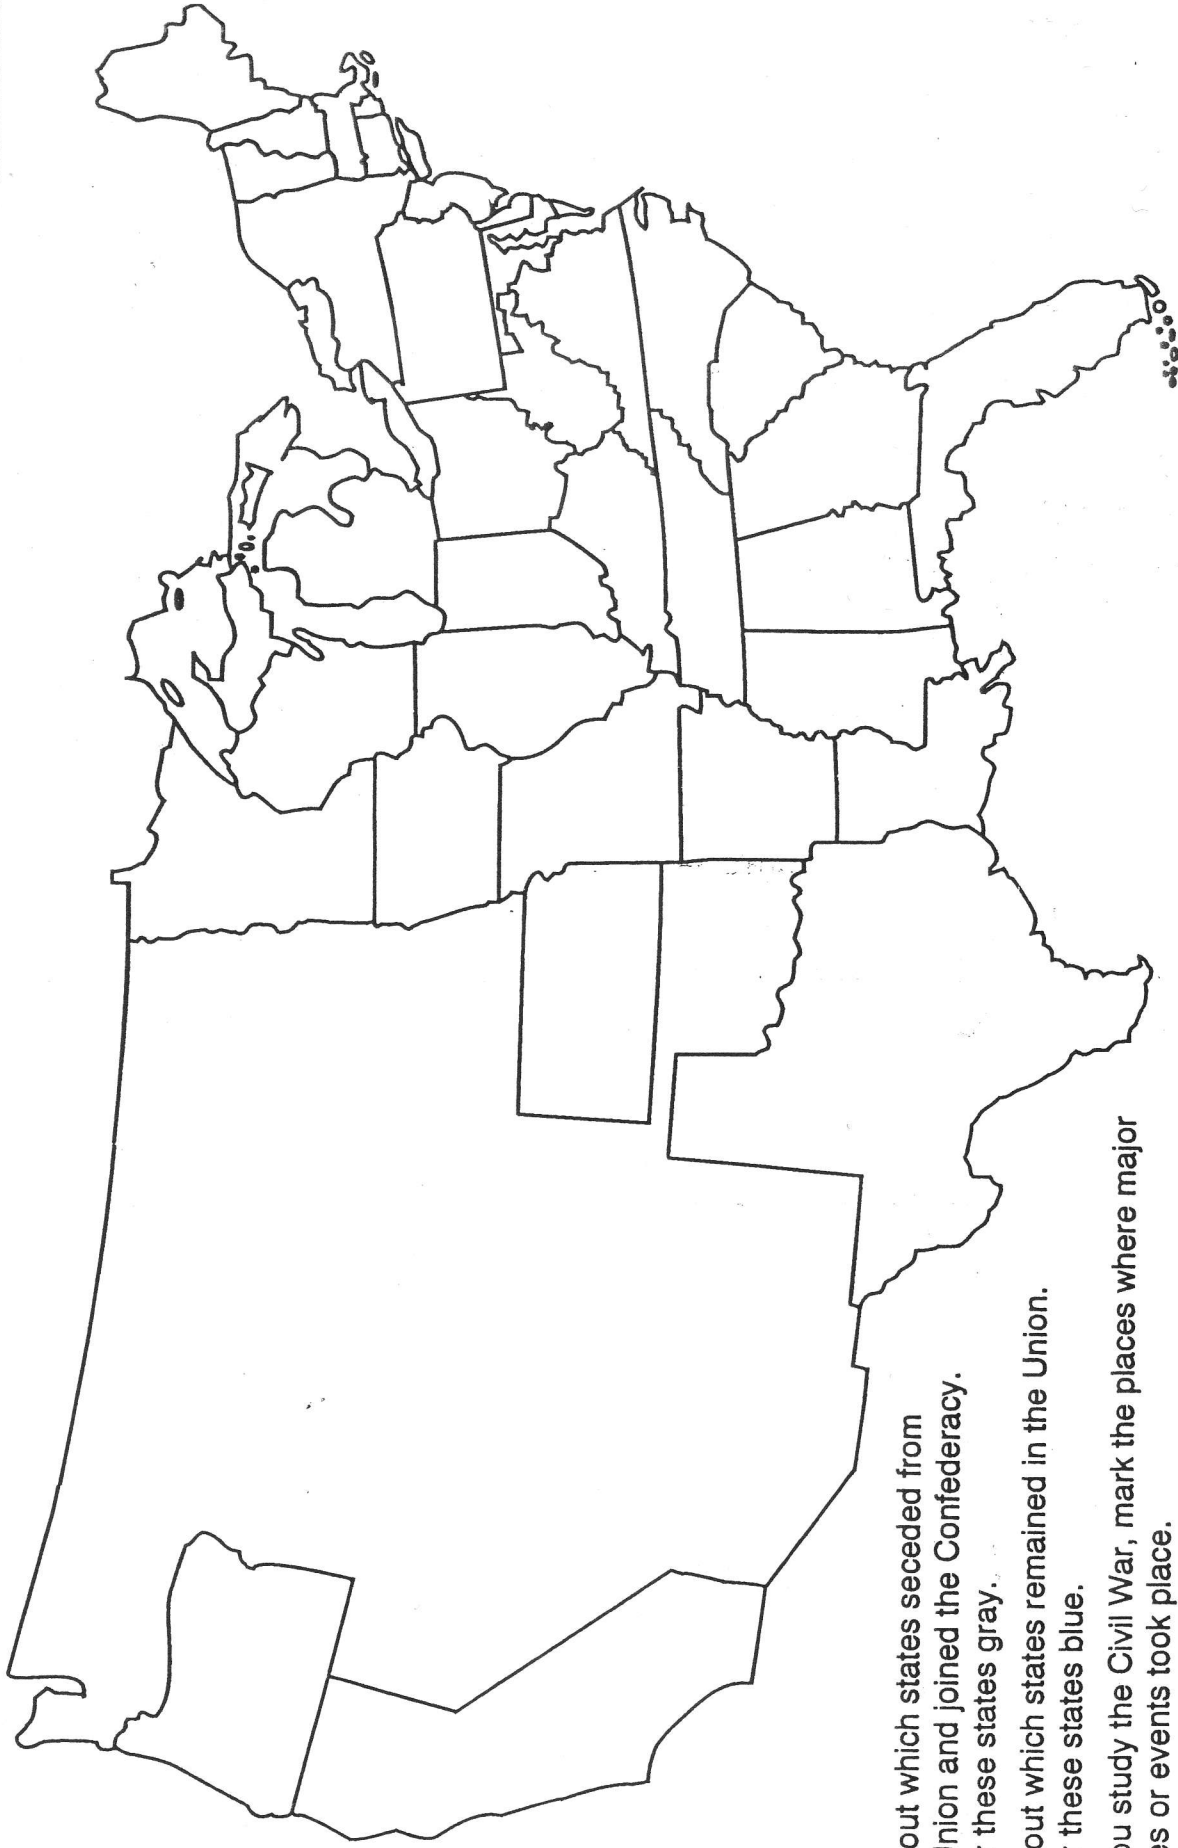 out which states seceded from
nion and joined the Confederacy.
these states gray.
out which states remained in the Union.
these states blue.
u study the Civil War, mark the places where major
es or events took place.